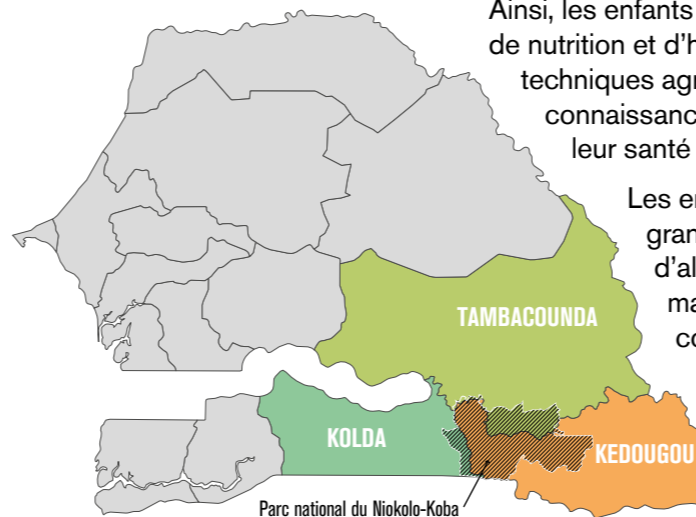 Ainsi, les enfants
de nutrition et d'h
techniques agr
connaissanc
leur santé
Les en
gran
d'al
ma
co
TAMBACOUNDA
KOLDA
KEDOUGOU
Parc national du Niokolo-Koba